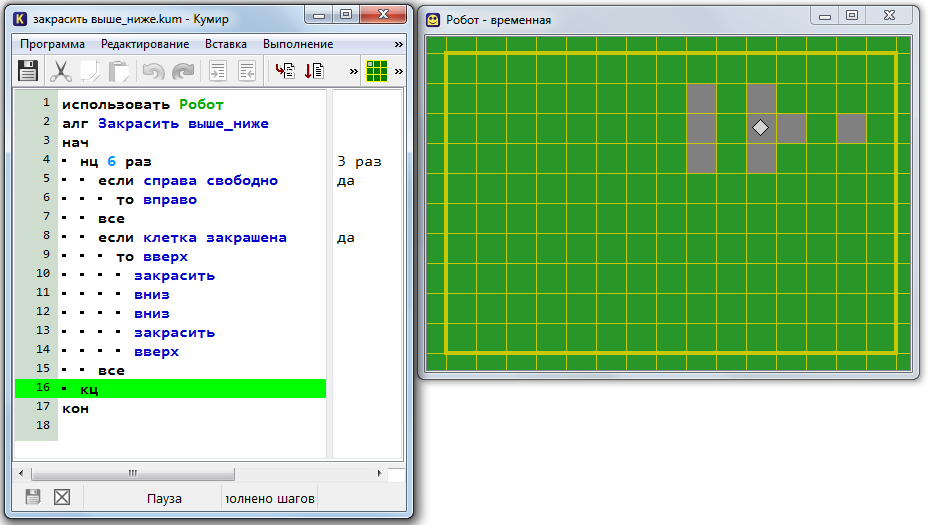 закрасить выше_ниже.kum - Кумир
Программа Редактирование Вставка Выполнение »
» »
1 использовать Робот
2 алг Закрасить выше_ниже
3 нач
4 нц 6 раз 3 раз
5 если справа свободно да
6 то вправо
7 все
8 если клетка закрашена да
9 то вверх
10 закрасить
11 вниз
12 вниз
13 закрасить
14 вверх
15 все
16 кц
17 кон
18
Пауза олнено шагов
Робот - временная